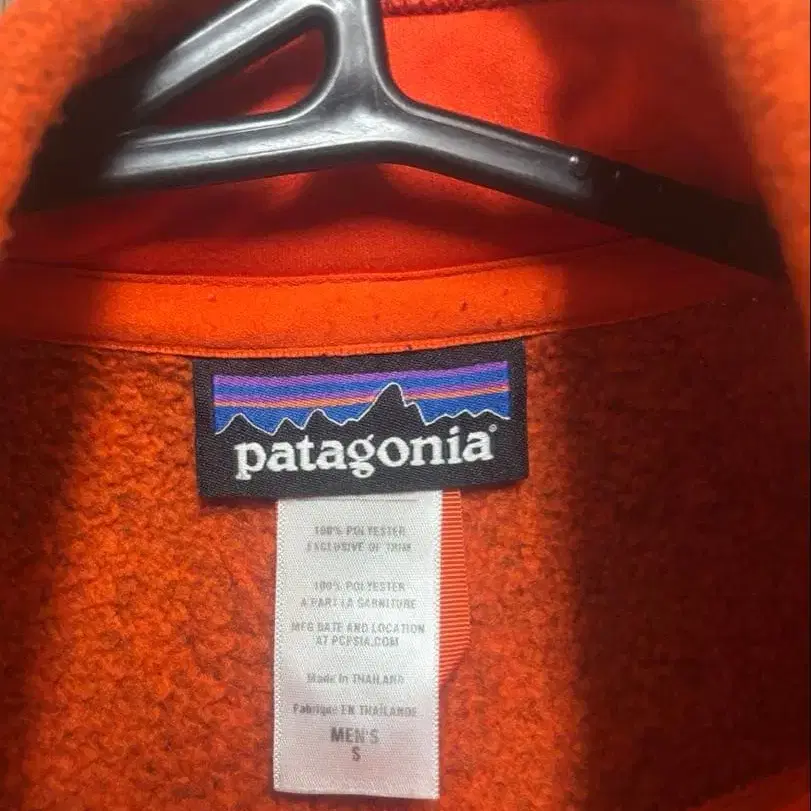 patagonia®
100% POLYESTER
EXCLUSIVE OF TRIM
100% POLYESTER
A PART LA GARNITURE
MFG DATE AND LOCATION
AT PCPSIA.COM
Made in THAILAND
Fabriqué EN THAÏLANDE
MEN'S
S